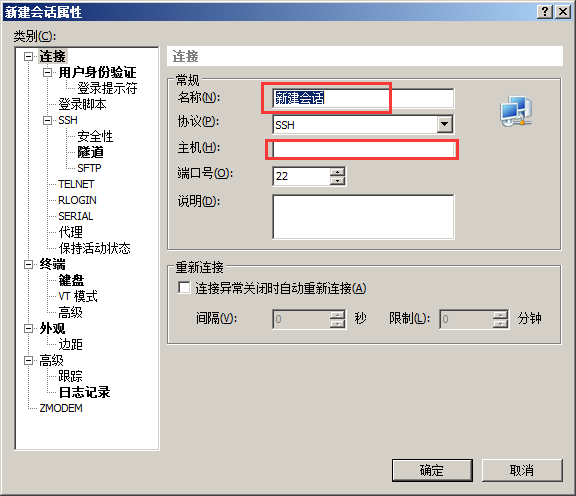 新建会话属性
类别(C):
连接
用户身份验证
登录提示符
登录脚本
SSH
安全性
隧道
SFTP
TELNET
RLOGIN
SERIAL
代理
保持活动状态
终端
键盘
VT 模式
高级
外观
边距
高级
跟踪
日志记录
ZMODEM
连接
常规
名称(N):
新建会话
协议(P):
SSH
主机(H):
端口号(O):
22
说明(D):
重新连接
连接异常关闭时自动重新连接(A)
间隔(V):
0
秒
限制(L):
0
分钟
确定
取消